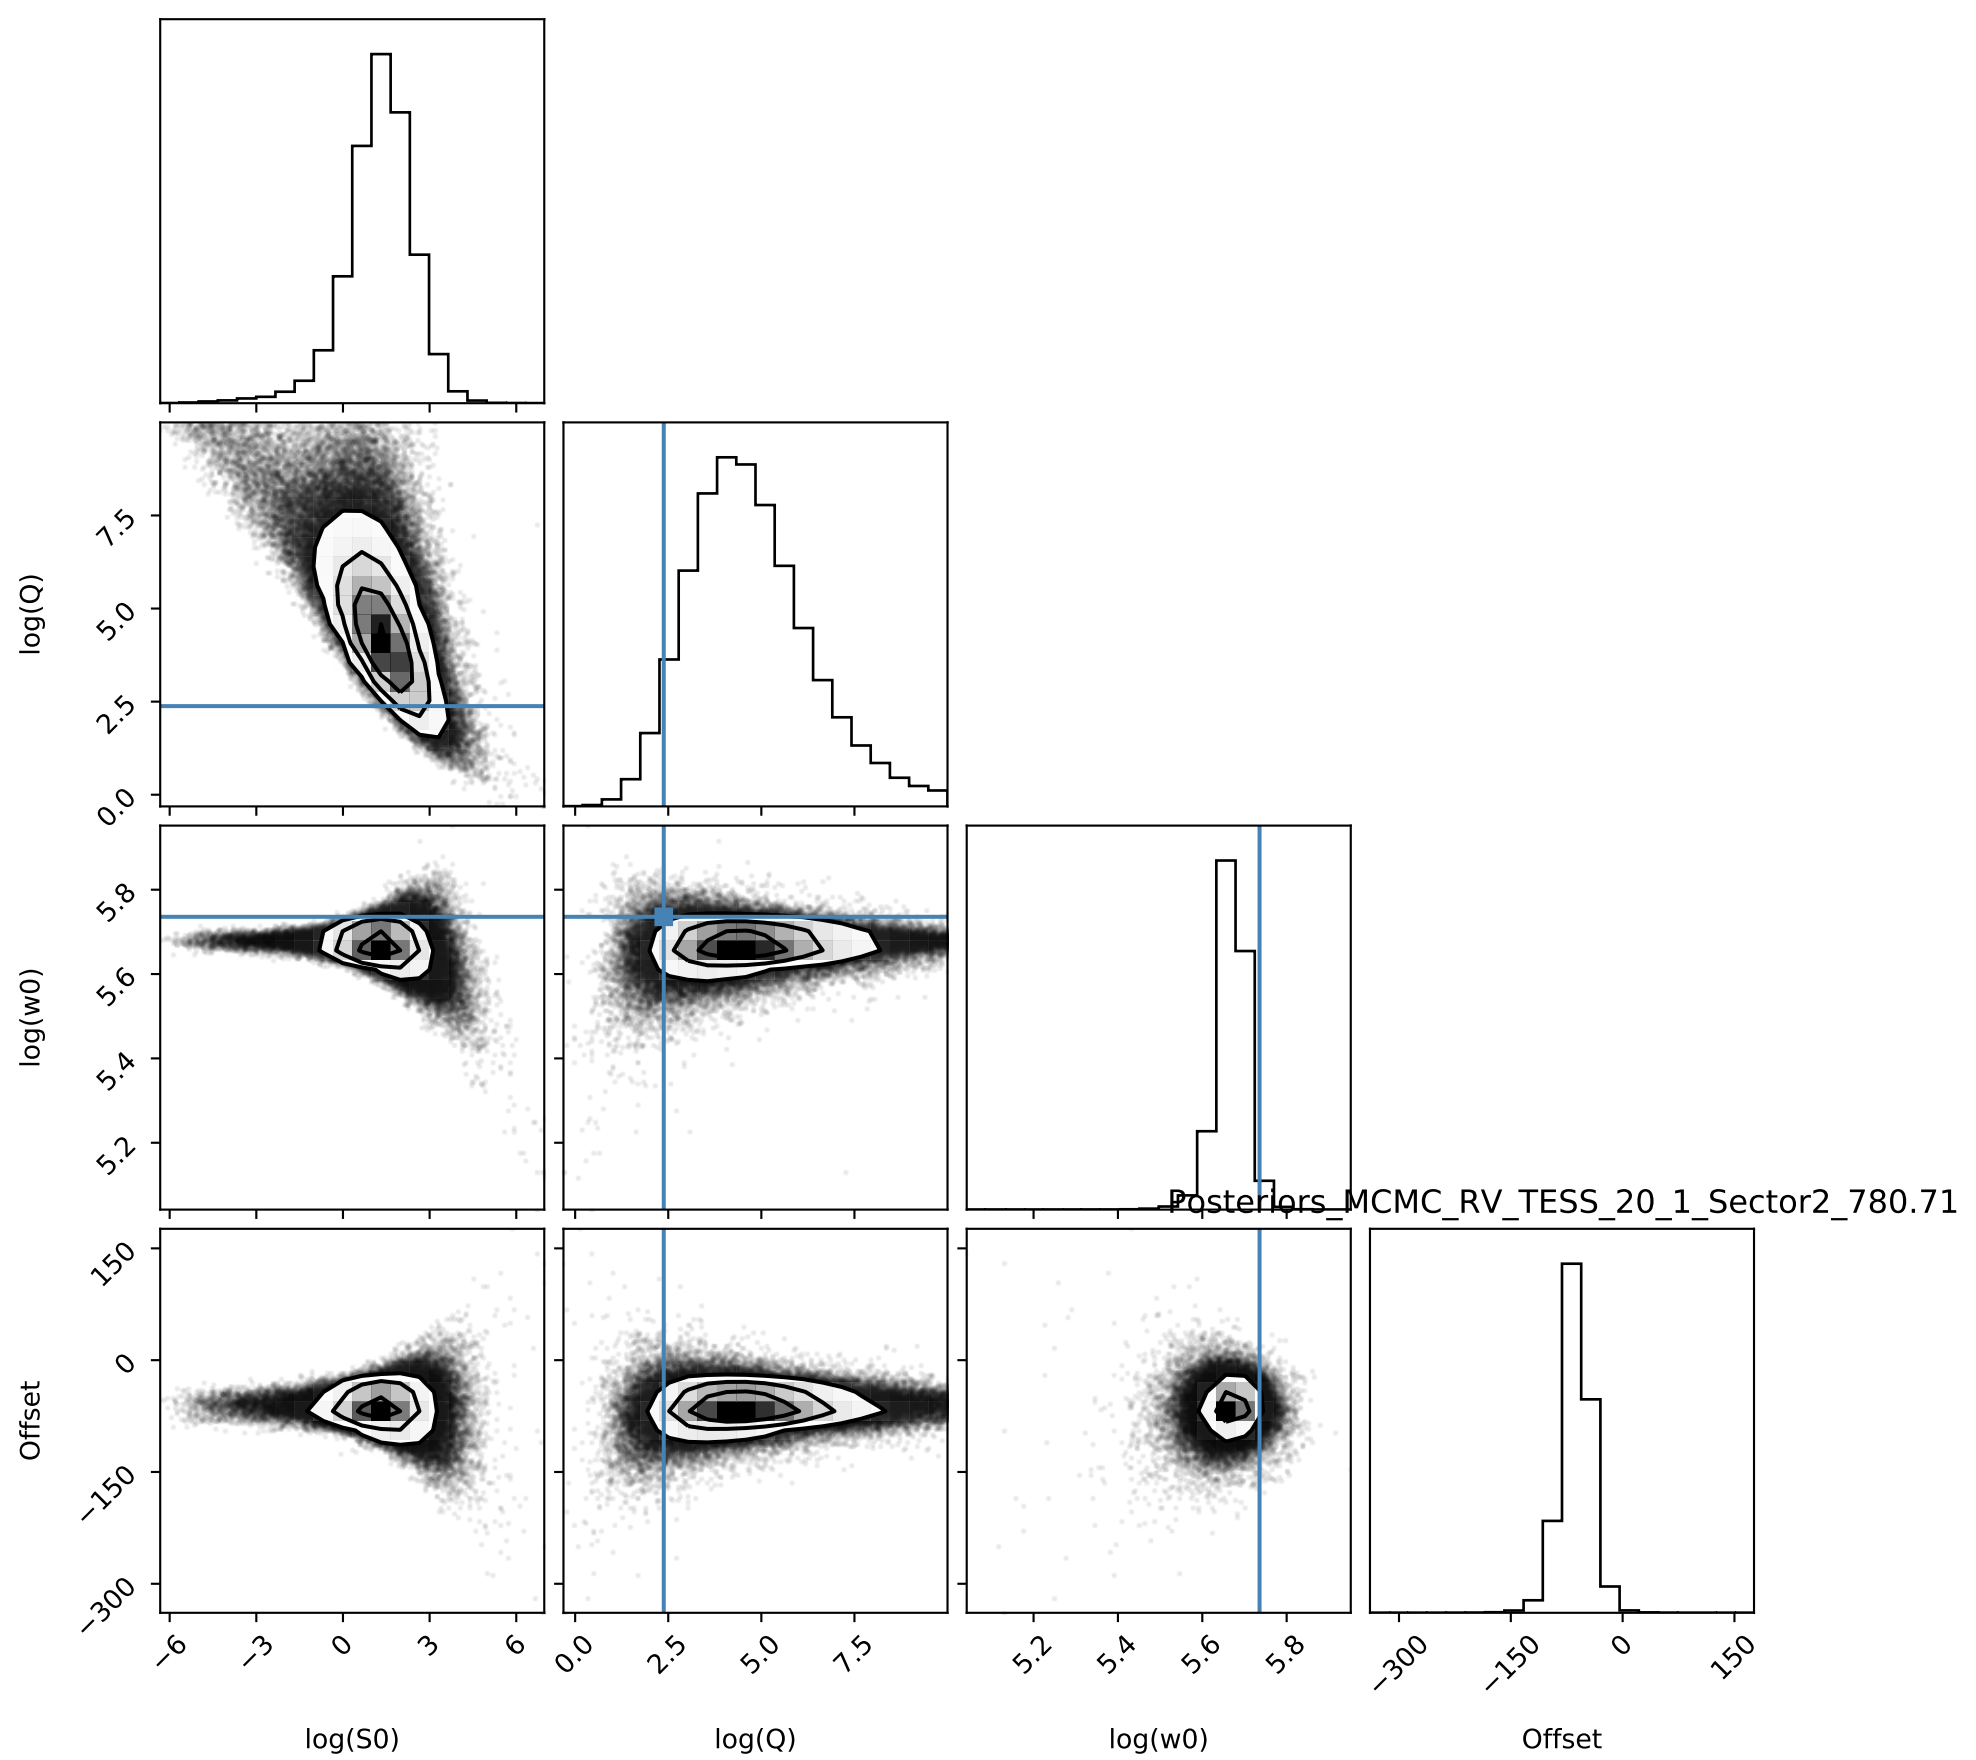 log(Q)
7.5
5.0
2.5
0.0
log(w0)
5.8
5.6
5.4
5.2
Posteriors_MCMC_RV_TESS_20_1_Sector2_780.71
Offset
150
0
−150
−300
−6 −3 0 3 6 0.0 2.5 5.0 7.5 5.2 5.4 5.6 5.8 −300 −150 0 150
log(S0) log(Q) log(w0) Offset